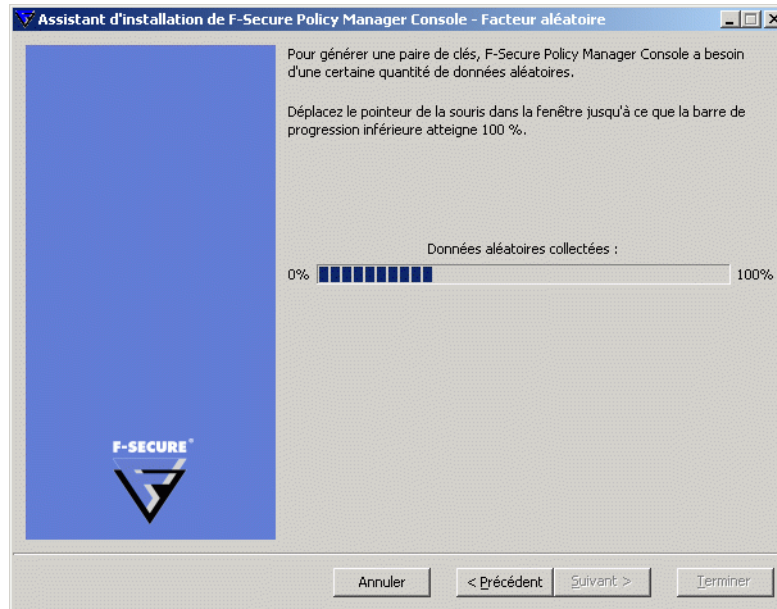 Assistant d'installation de F-Secure Policy Manager Console - Facteur aléatoire
Pour générer une paire de clés, F-Secure Policy Manager Console a besoin
d'une certaine quantité de données aléatoires.
Déplacez le pointeur de la souris dans la fenêtre jusqu'à ce que la barre de
progression inférieure atteigne 100 %.
Données aléatoires collectées :
0% 100%
F-SECURE®
Annuler < Précédent Suivant > Terminer